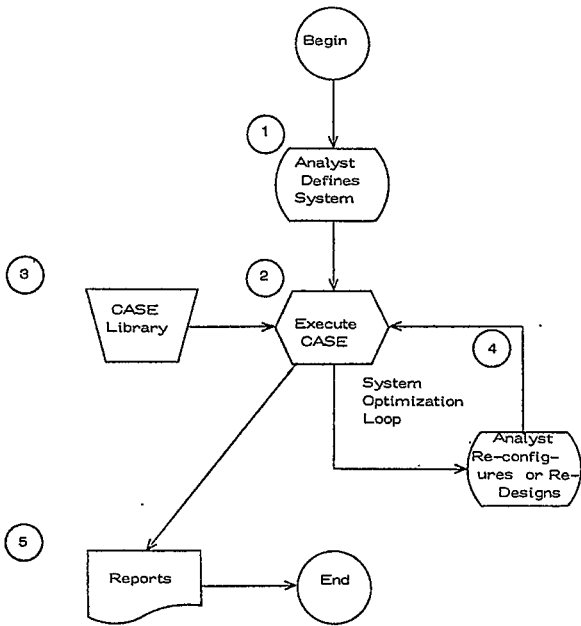 Begin
1
Analyst
Defines
System
3
2
CASE
Library
Execute
CASE
4
System
Optimization
Loop
Analyst
Re-config-
ures or Re-
Designs
5
Reports
End